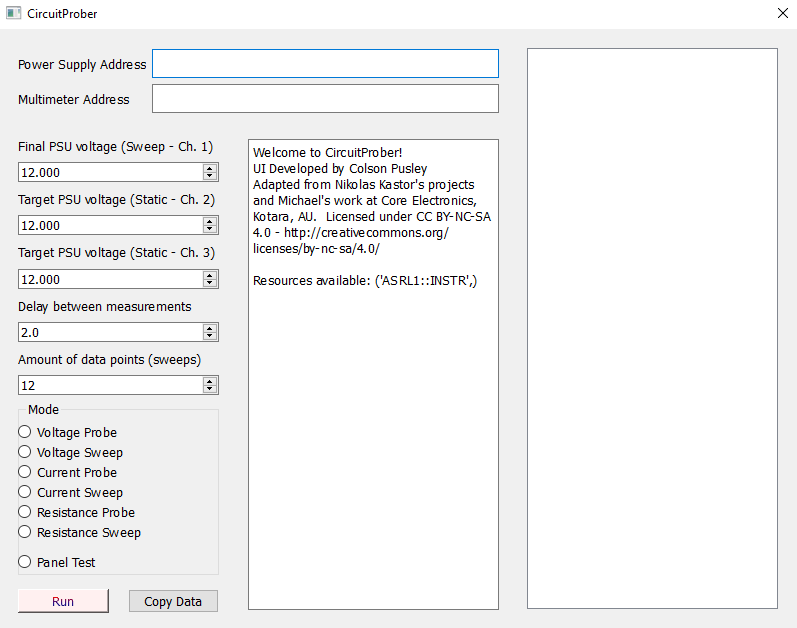 CircuitProber
Power Supply Address
Multimeter Address
Final PSU voltage (Sweep - Ch. 1)
12.000
Target PSU voltage (Static - Ch. 2)
12.000
Target PSU voltage (Static - Ch. 3)
12.000
Delay between measurements
2.0
Amount of data points (sweeps)
12
Mode
Voltage Probe
Voltage Sweep
Current Probe
Current Sweep
Resistance Probe
Resistance Sweep
Panel Test
Run
Copy Data
Welcome to CircuitProber!
UI Developed by Colson Pusley
Adapted from Nikolas Kastor's projects
and Michael's work at Core Electronics,
Kotara, AU.  Licensed under CC BY-NC-SA
4.0 - http://creativecommons.org/
licenses/by-nc-sa/4.0/
Resources available: ('ASRL1::INSTR',)